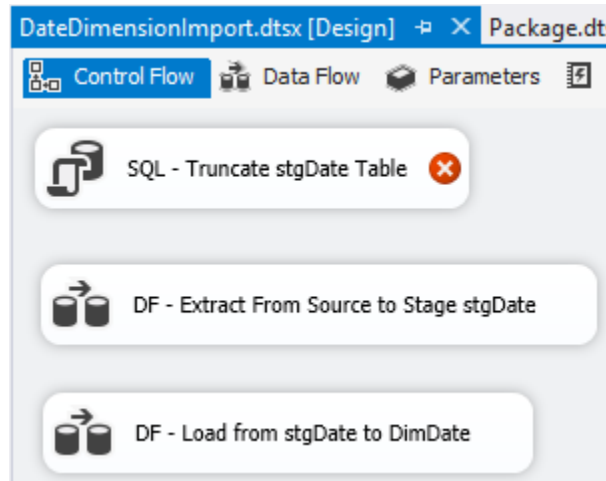 DateDimensionImport.dtsx [Design] Package.dt
Control Flow Data Flow Parameters
SQL - Truncate stgDate Table
DF - Extract From Source to Stage stgDate
DF - Load from stgDate to DimDate